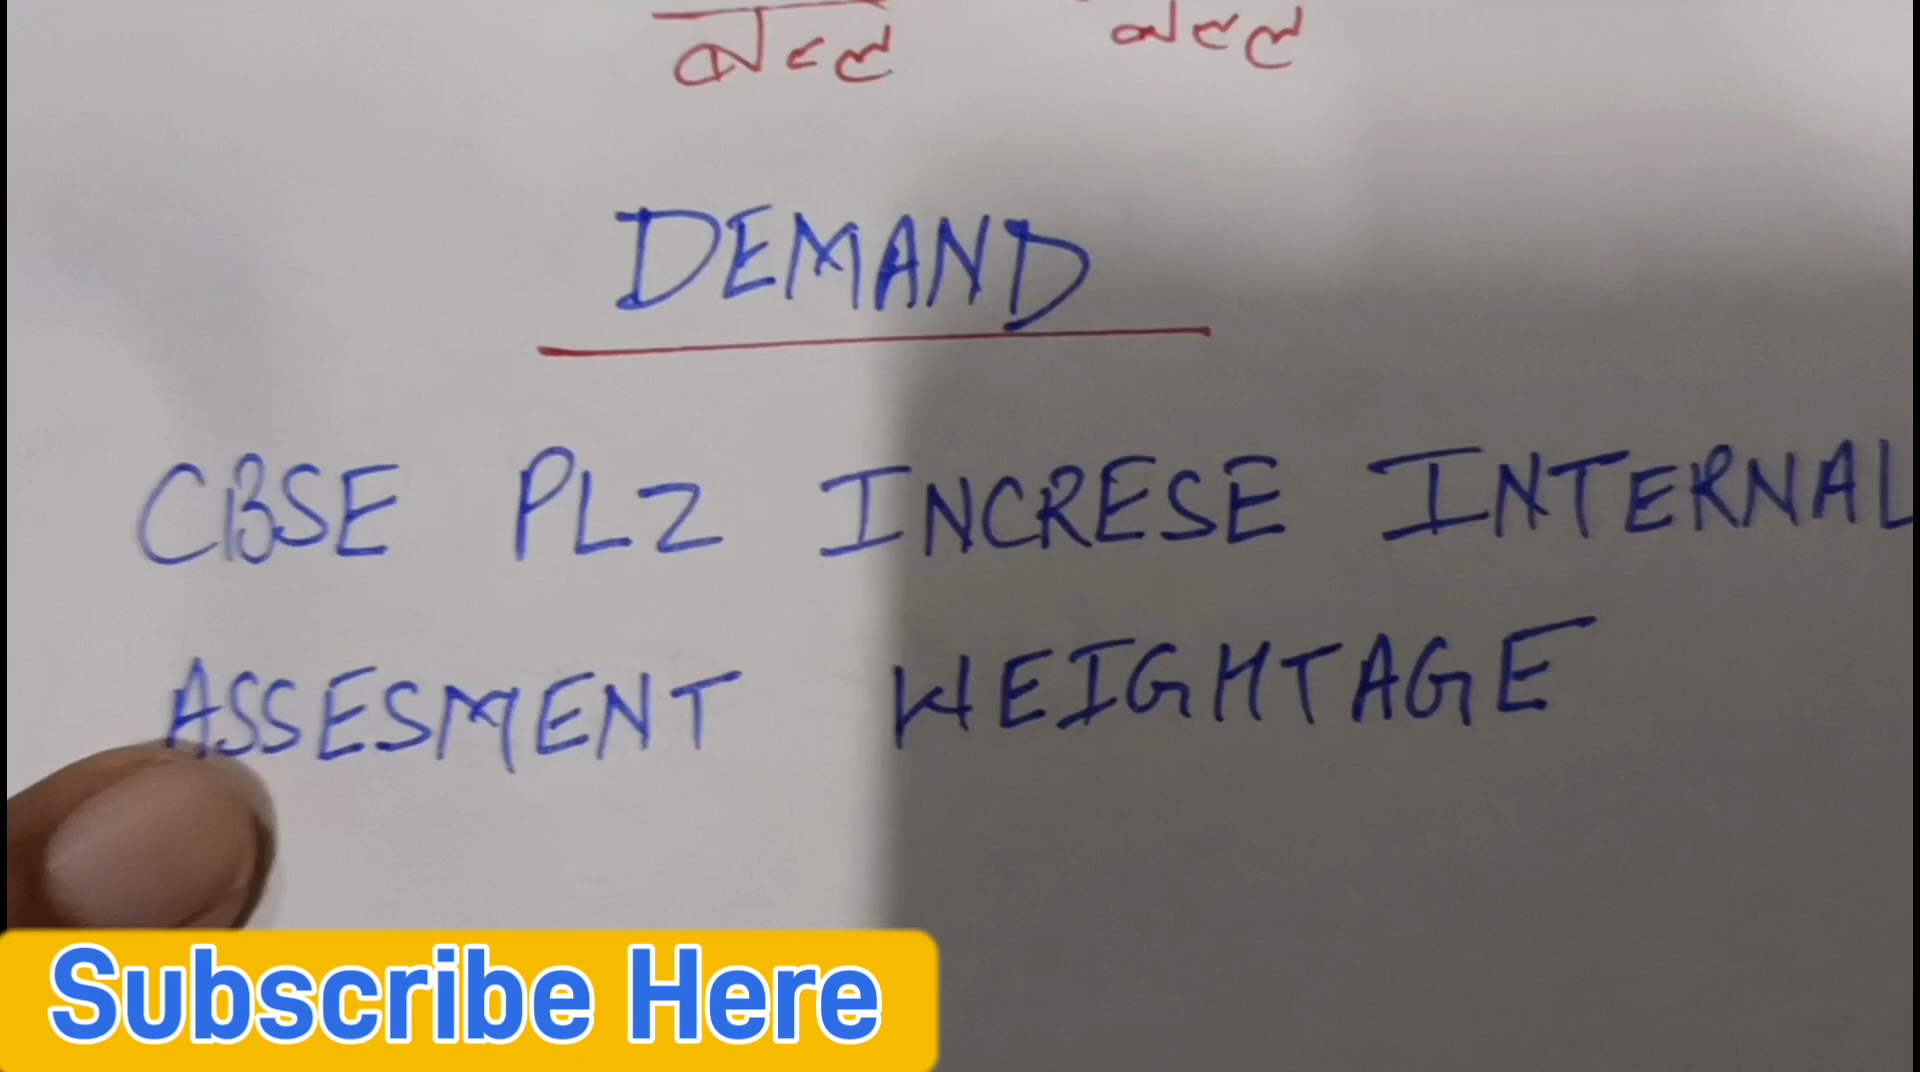 DEMAND
CBSE PLZ INCRESE INTERNAL
ASSESMENT WEIGHTAGE
Subscribe Here